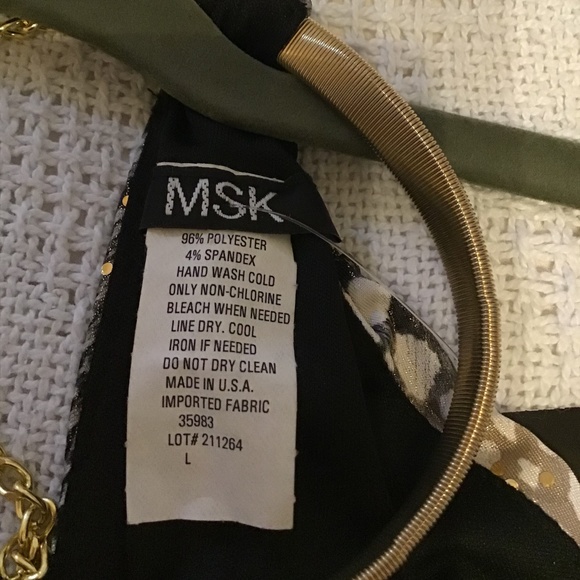 MSK
96% POLYESTER
4% SPANDEX
HAND WASH COLD
ONLY NON-CHLORINE
BLEACH WHEN NEEDED
LINE DRY. COOL
IRON IF NEEDED
DO NOT DRY CLEAN
MADE IN U.S.A.
IMPORTED FABRIC
35983
LOT# 211264
L